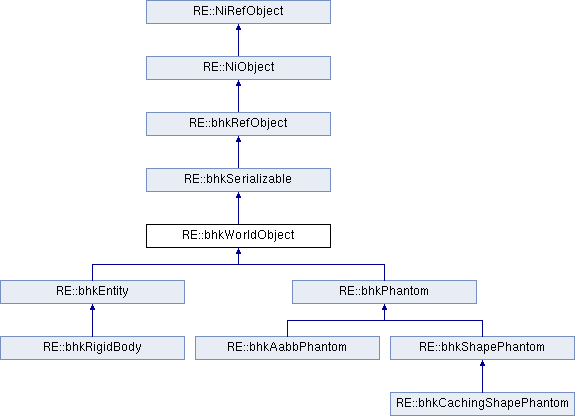 RE::NiRefObject
RE::NiObject
RE::bhkRefObject
RE::bhkSerializable
RE::bhkWorldObject
RE::bhkEntity
RE::bhkPhantom
RE::bhkRigidBody
RE::bhkAabbPhantom
RE::bhkShapePhantom
RE::bhkCachingShapePhantom